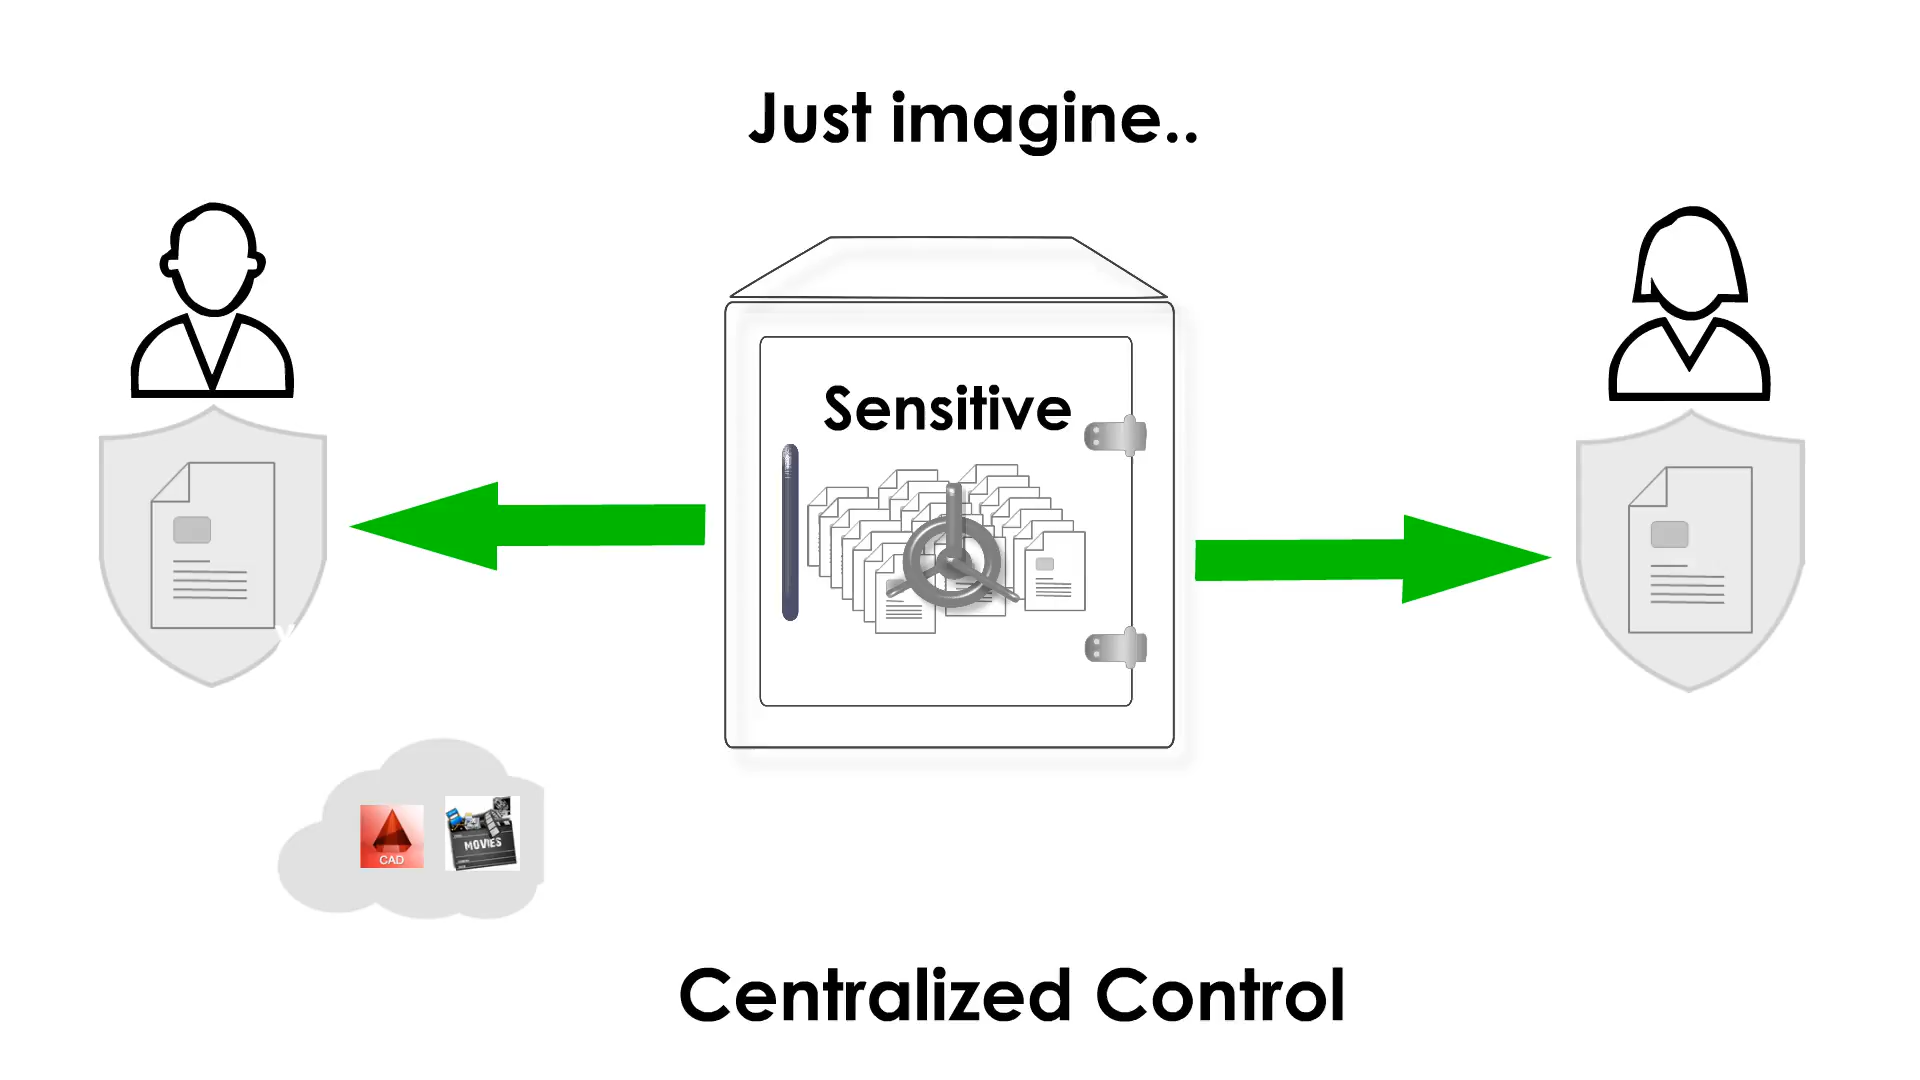 Just imagine..
Sensitive
CAD
MOVIES
Centralized Control